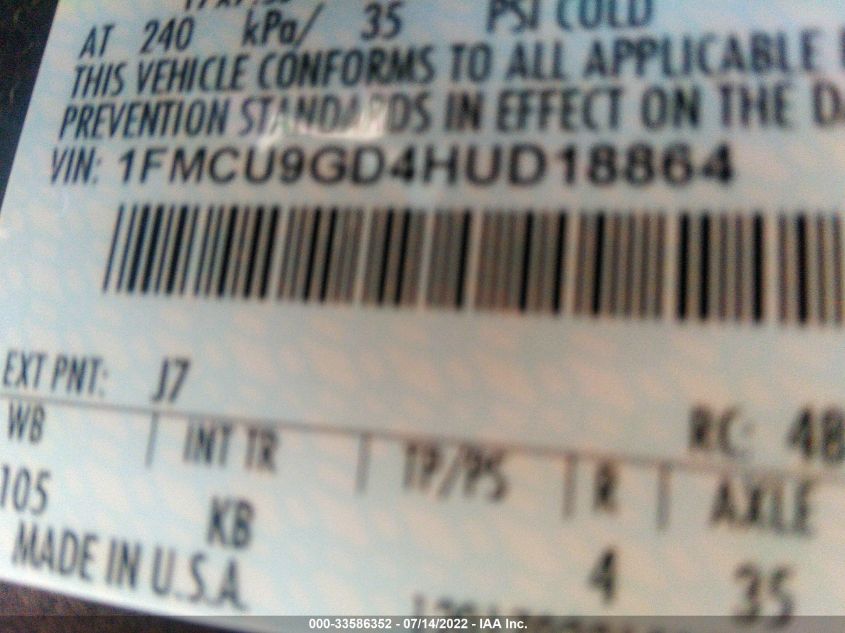 AT 240 kPa/ 35 PSI COLD
THIS VEHICLE CONFORMS TO ALL APPLICABLE
PREVENTION STANDARDS IN EFFECT ON THE
VIN: 1FMCU9GD4HUD18864
EXT PNT: J7
RC: 48
WB | INT TR | TP/PS | R | AXLE
105 KB 4 35
MADE IN U.S.A.
000-33586352 - 07/14/2022 - IAA Inc.